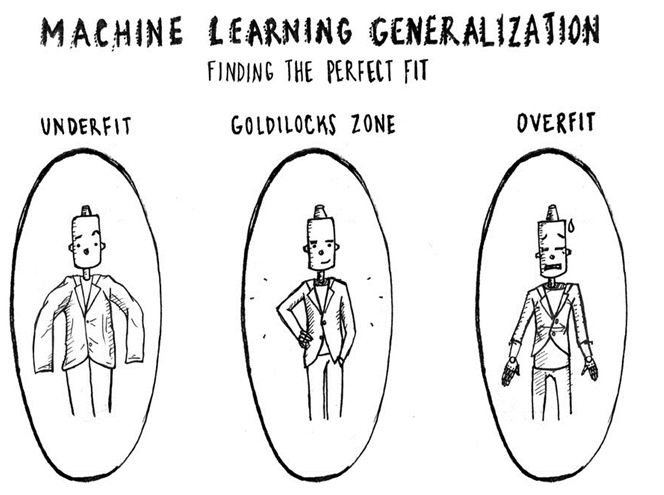 MACHINE LEARNING GENERALIZATION
FINDING THE PERFECT FIT
UNDERFIT
GOLDILOCKS ZONE
OVERFIT